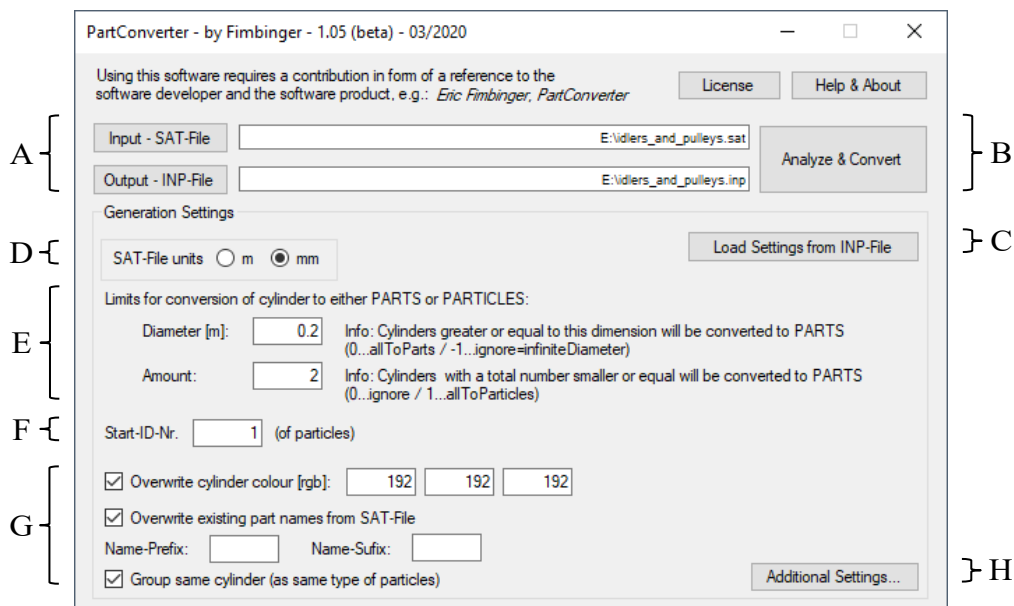 PartConverter - by Fimbinger - 1.05 (beta) - 03/2020
Using this software requires a contribution in form of a reference to the
software developer and the software product, e.g.: Eric Fimbinger, PartConverter
License
Help & About
A
Input - SAT-File
E:\idlers_and_pulleys.sat
Output - INP-File
E:\idlers_and_pulleys.inp
Analyze & Convert
B
Generation Settings
D
SAT-File units
m
mm
Load Settings from INP-File
C
Limits for conversion of cylinder to either PARTS or PARTICLES:
E
Diameter [m]:
0.2
Info: Cylinders greater or equal to this dimension will be converted to PARTS
(0...allToParts / -1...ignore=infiniteDiameter)
Amount:
2
Info: Cylinders with a total number smaller or equal will be converted to PARTS
(0...ignore / 1...allToParticles)
F
Start-ID-Nr.
1
(of particles)
G
Overwrite cylinder colour [rgb]:
192
192
192
Overwrite existing part names from SAT-File
Name-Prefix:
Name-Sufix:
Group same cylinder (as same type of particles)
Additional Settings...
H